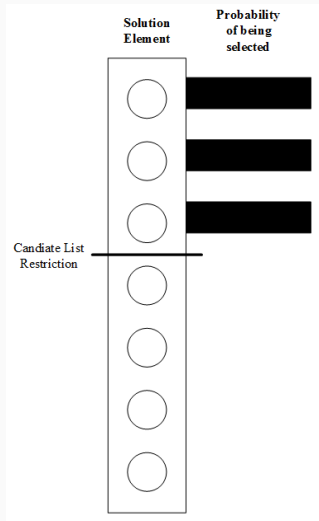 Solution
Element
Probability
of being
selected
Candiate List
Restriction